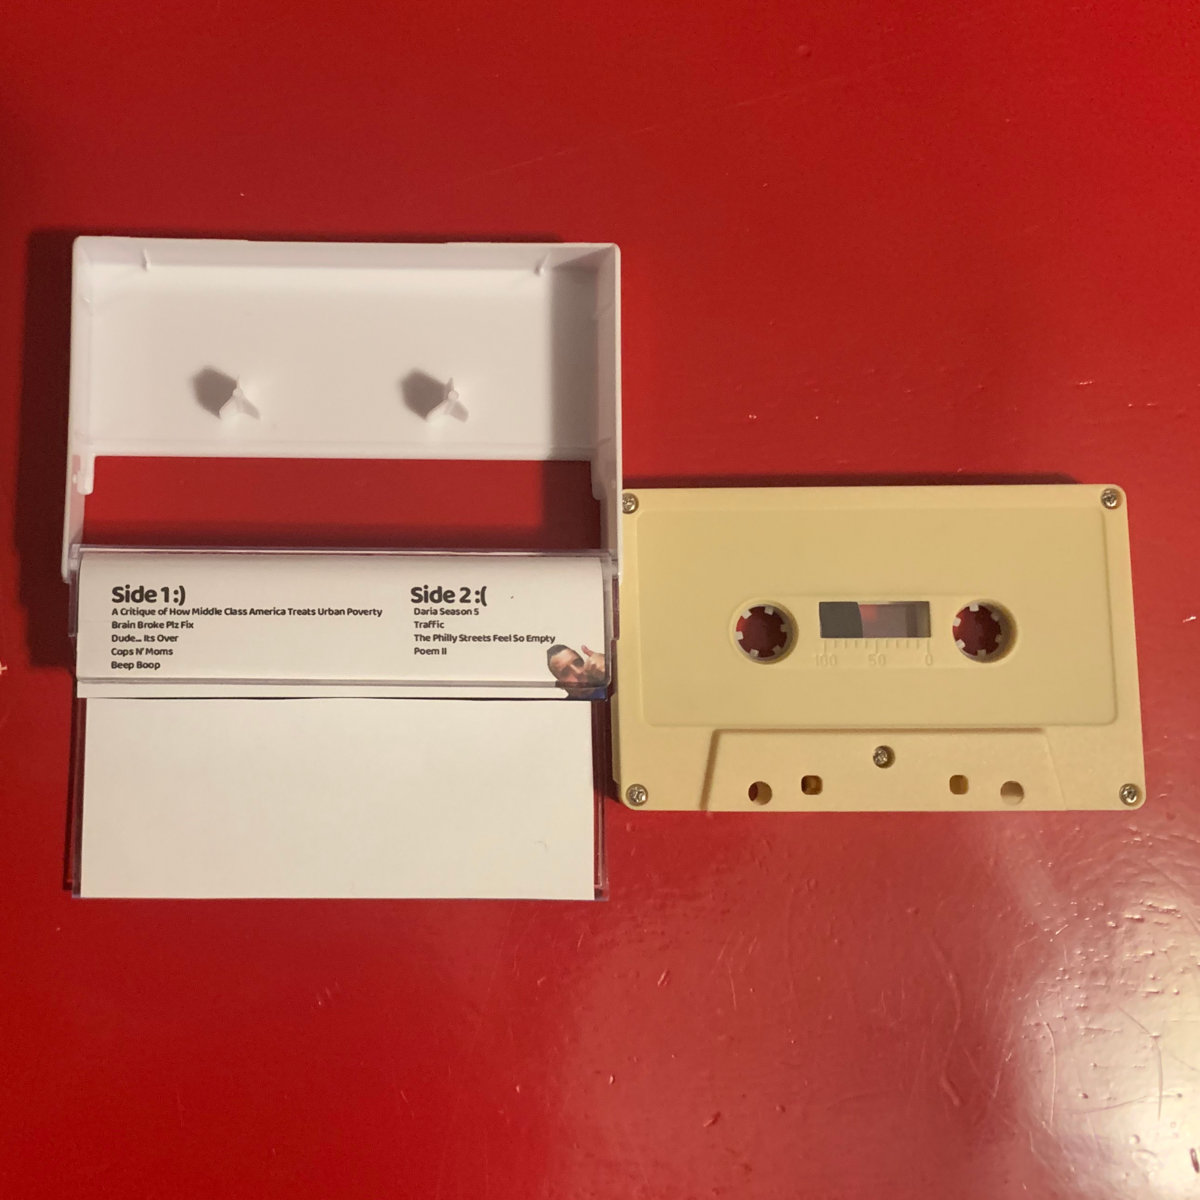 Side 1 :)
A Critique of How Middle Class America Treats Urban Poverty
Brain Broke Plz Fix
Dude... Its Over
Cops N' Moms
Beep Boop
Side 2 :(
Daria Season 5
Traffic
The Philly Streets Feel So Empty
Poem II
100 50 0